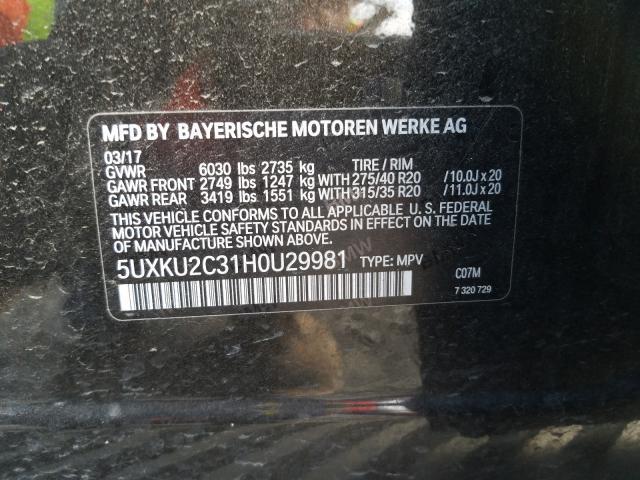 MFD BY BAYERISCHE MOTOREN WERKE AG
03/17
GVWR 6030 lbs 2735 kg TIRE / RIM
GAWR FRONT 2749 lbs 1247 kg WITH 275/40 R20 /10.0J x 20
GAWR REAR 3419 lbs 1551 kg WITH 315/35 R20 /11.0J x 20
THIS VEHICLE CONFORMS TO ALL APPLICABLE U. S. FEDERAL
MOTOR VEHICLE SAFETY STANDARDS IN EFFECT ON THE DATE
SHOWN ABOVE.
5UXKU2C31H0U29981 TYPE: MPV
C07M
7 320 729